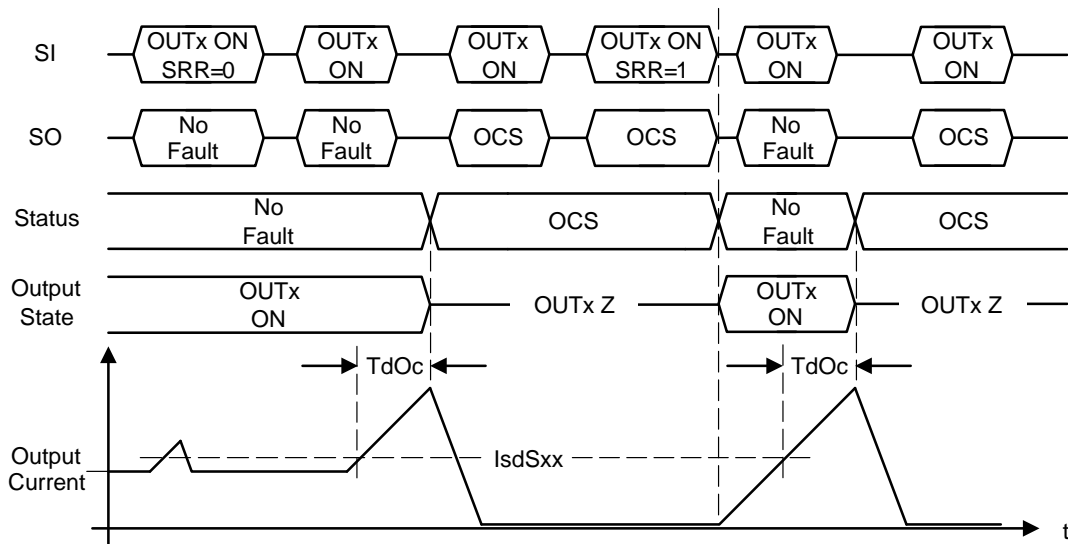 SI
OUTx ON
SRR=0
OUTx
ON
OUTx
ON
OUTx ON
SRR=1
OUTx
ON
OUTx
ON
SO
No
Fault
No
Fault
OCS
OCS
No
Fault
OCS
Status
No
Fault
OCS
No
Fault
OCS
Output
State
OUTx
ON
OUTx Z
OUTx
ON
OUTx Z
TdOc
TdOc
Output
Current
IsdSxx
t